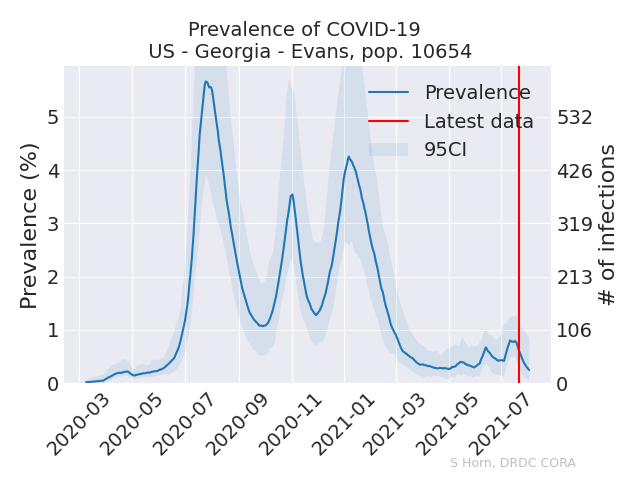 Prevalence of COVID-19
US - Georgia - Evans, pop. 10654
Prevalence (%)
5
4
3
2
1
0
Prevalence
Latest data
95CI
532
426
319
213
106
0
# of infections
2020-03
2020-05
2020-07
2020-09
2020-11
2021-01
2021-03
2021-05
2021-07
S Horn, DRDC CORA